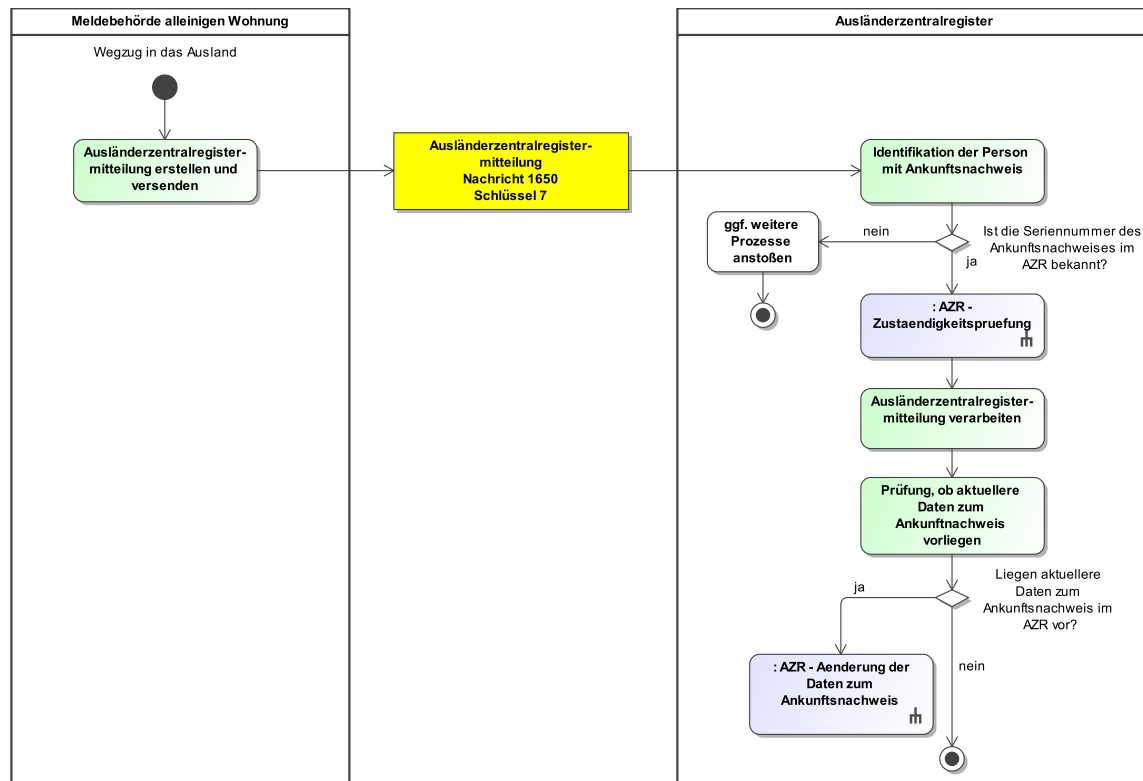 Meldebehörde alleinigen Wohnung
Wegzug in das Ausland
Ausländerzentralregister-
mitteilung erstellen und
versenden
Ausländerzentralregister-
mitteilung
Nachricht 1650
Schlüssel 7
Ausländerzentralregister
Identifikation der Person
mit Ankunftsnachweis
Ist die Seriennummer des
Ankunftsnachweises im
AZR bekannt?
nein
ggf. weitere
Prozesse
anstoßen
ja
: AZR -
Zustaendigkeitspruefung
Ausländerzentralregister-
mitteilung verarbeiten
Prüfung, ob aktuellere
Daten zum
Ankunftnachweis
vorliegen
Liegen aktuellere
Daten zum
Ankunftsnachweis im
AZR vor?
ja
: AZR - Aenderung der
Daten zum
Ankunftsnachweis
nein